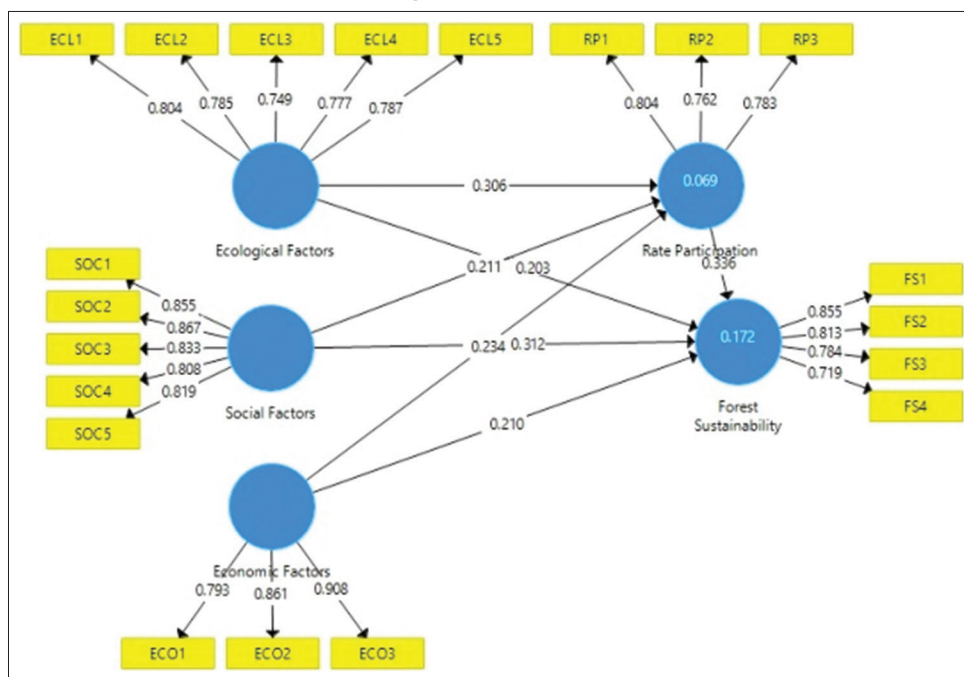 ECL1 ECL2 ECL3 ECL4 ECL5 RP1 RP2 RP3
0.804 0.785 0.749 0.777 0.787 0.804 0.762 0.783
0.306 0.069
Ecological Factors Rate Participation
SOC1 0.211 0.203 0.336
SOC2 0.855 FS1
SOC3 0.867 0.855 FS2
SOC4 0.833 0.234 0.312 0.172 0.813 FS3
SOC5 0.808 0.784 FS4
0.819 0.719
Social Factors Forest
Sustainability
0.210
Economic Factors
0.793 0.861 0.908
ECO1 ECO2 ECO3